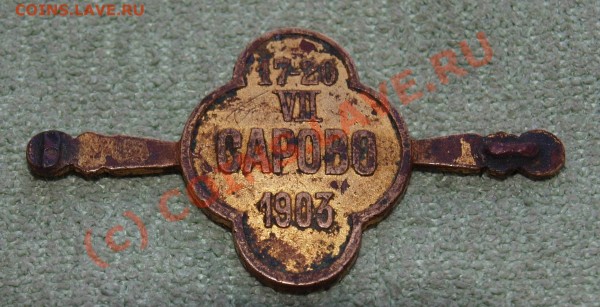 COINS.LAVE.RU
17-20
VII
САРОВО
1903
(c) COINS.LAVE.RU